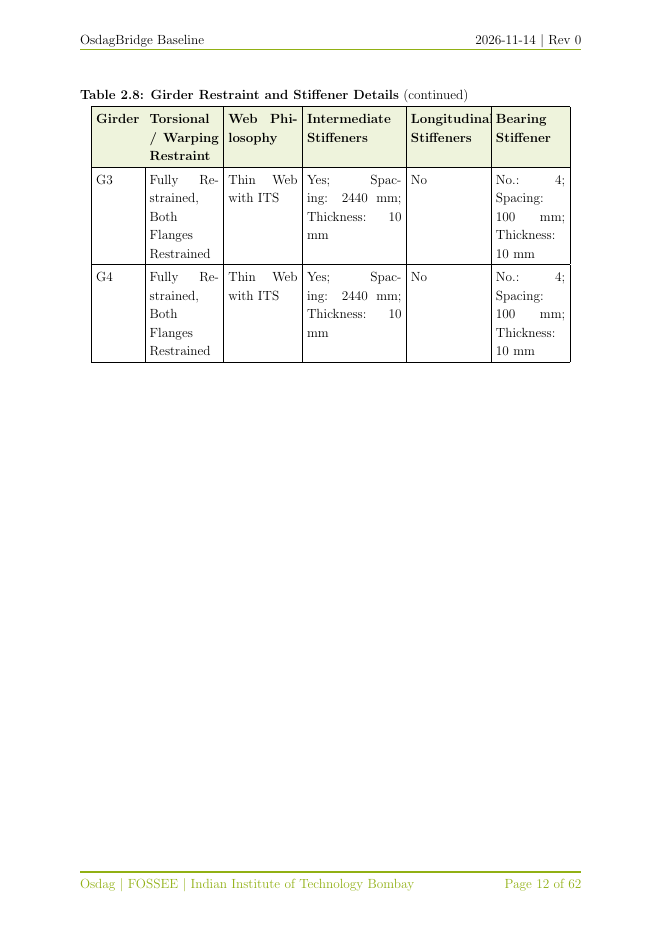 OsdagBridge Baseline 2026-11-14 | Rev 0
Table 2.8: Girder Restraint and Stiffener Details (continued)
Girder Torsional Web Phi- Intermediate Longitudinal Bearing
/ Warping losophy Stiffeners Stiffeners Stiffener
Restraint
G3 Fully Re- Thin Web Yes; Spac- No No.: 4;
strained, with ITS ing: 2440 mm; Spacing:
Both Thickness: 10 100 mm;
Flanges mm Thickness:
Restrained 10 mm
G4 Fully Re- Thin Web Yes; Spac- No No.: 4;
strained, with ITS ing: 2440 mm; Spacing:
Both Thickness: 10 100 mm;
Flanges mm Thickness:
Restrained 10 mm
Osdag | FOSSEE | Indian Institute of Technology Bombay Page 12 of 62